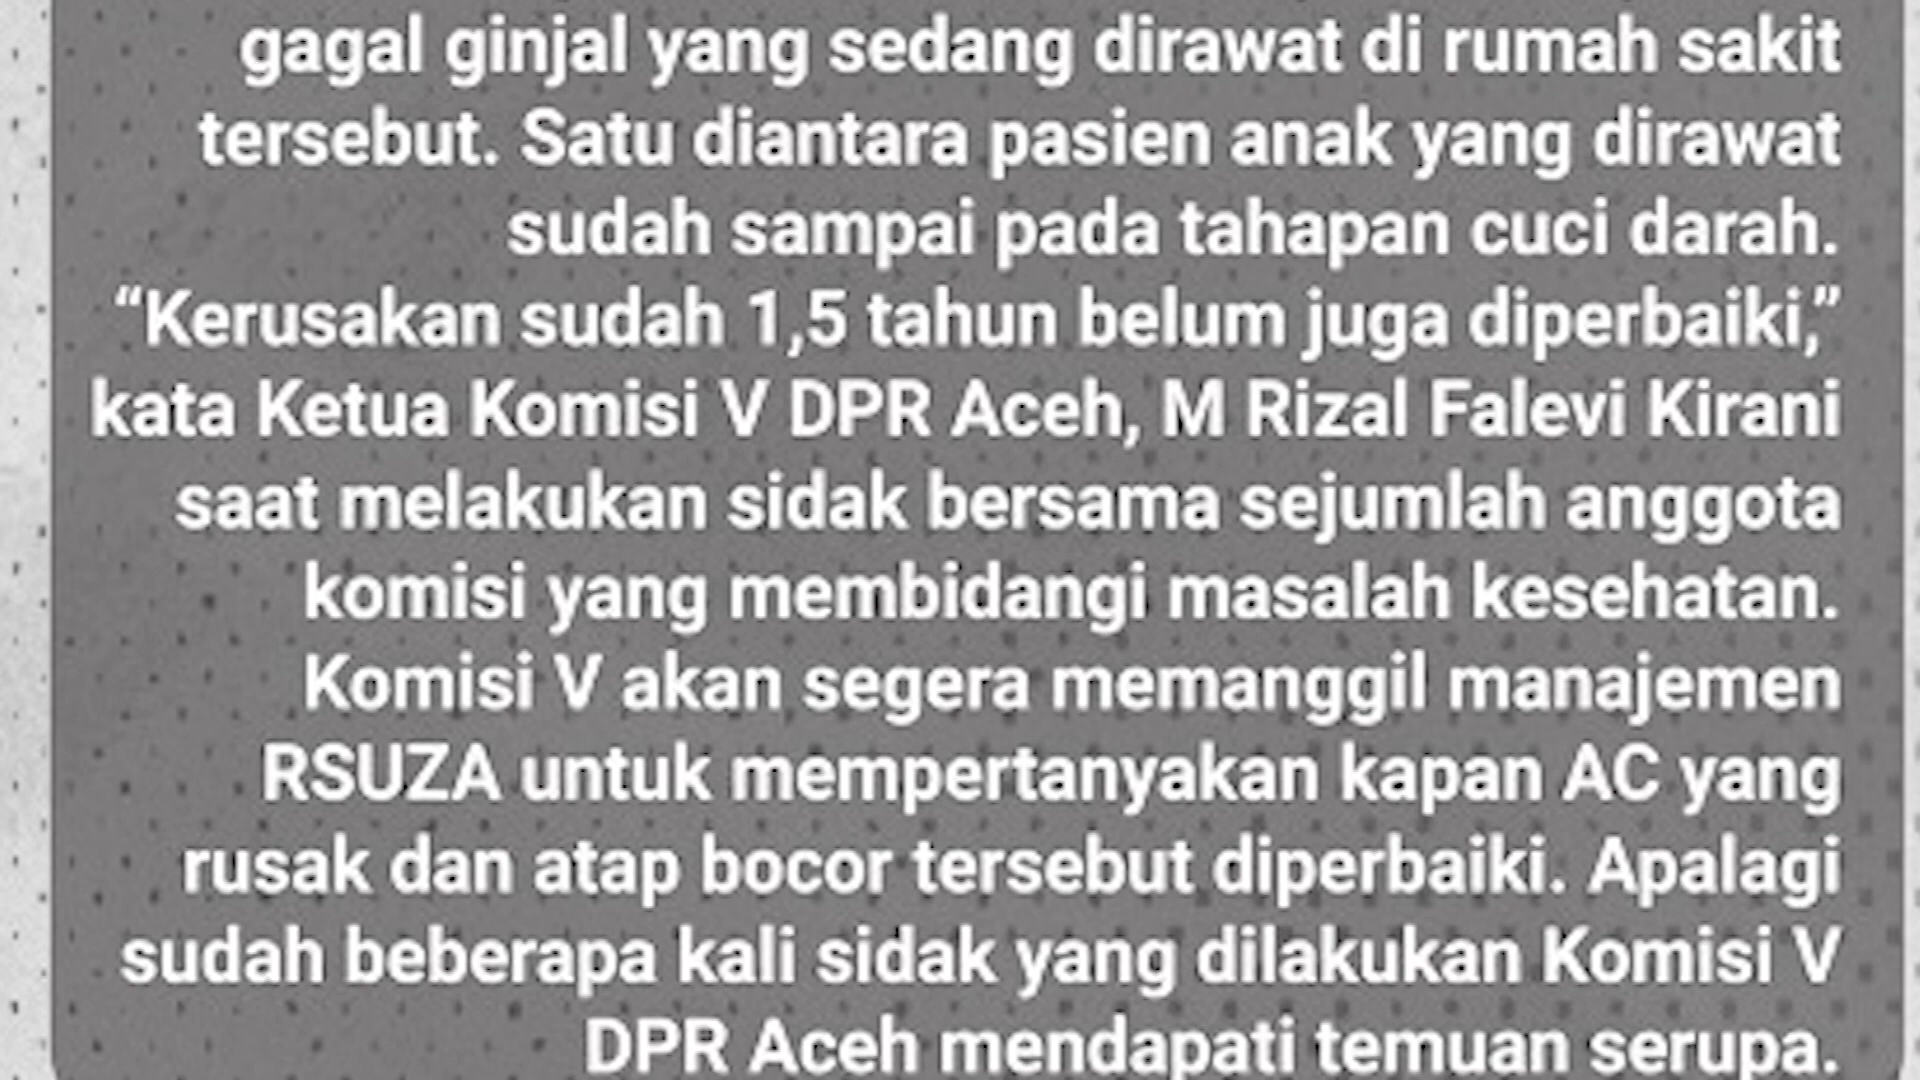 gagal ginjal yang sedang dirawat di rumah sakit
tersebut. Satu diantara pasien anak yang dirawat
sudah sampai pada tahapan cuci darah.
“Kerusakan sudah 1,5 tahun belum juga diperbaiki,”
kata Ketua Komisi V DPR Aceh, M Rizal Falevi Kirani
saat melakukan sidak bersama sejumlah anggota
komisi yang membidangi masalah kesehatan.
Komisi V akan segera memanggil manajemen
RSUZA untuk mempertanyakan kapan AC yang
rusak dan atap bocor tersebut diperbaiki. Apalagi
sudah beberapa kali sidak yang dilakukan Komisi V
DPR Aceh mendapati temuan serupa.